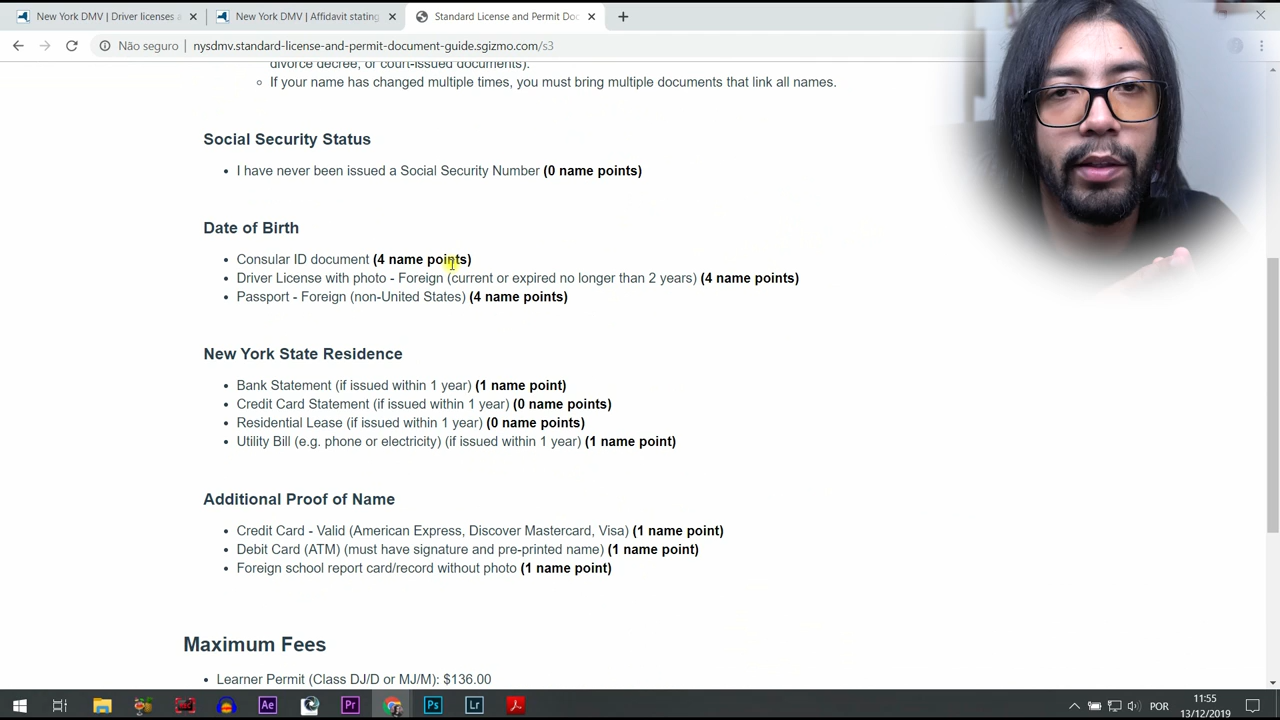 New York DMV | Driver licenses a
New York DMV | Affidavit stating
Standard License and Permit Doc
Não seguro | nysdmv.standard-license-and-permit-document-guide.sgizmo.com/s3
divorce decree, or court-issued documents).
If your name has changed multiple times, you must bring multiple documents that link all names.
Social Security Status
I have never been issued a Social Security Number (0 name points)
Date of Birth
Consular ID document (4 name points)
Driver License with photo - Foreign (current or expired no longer than 2 years) (4 name points)
Passport - Foreign (non-United States) (4 name points)
New York State Residence
Bank Statement (if issued within 1 year) (1 name point)
Credit Card Statement (if issued within 1 year) (0 name points)
Residential Lease (if issued within 1 year) (0 name points)
Utility Bill (e.g. phone or electricity) (if issued within 1 year) (1 name point)
Additional Proof of Name
Credit Card - Valid (American Express, Discover Mastercard, Visa) (1 name point)
Debit Card (ATM) (must have signature and pre-printed name) (1 name point)
Foreign school report card/record without photo (1 name point)
Maximum Fees
Learner Permit (Class DJ/D or MJ/M): $136.00
Ae
Pr
Ps
Lr
POR
11:55
13/12/2019